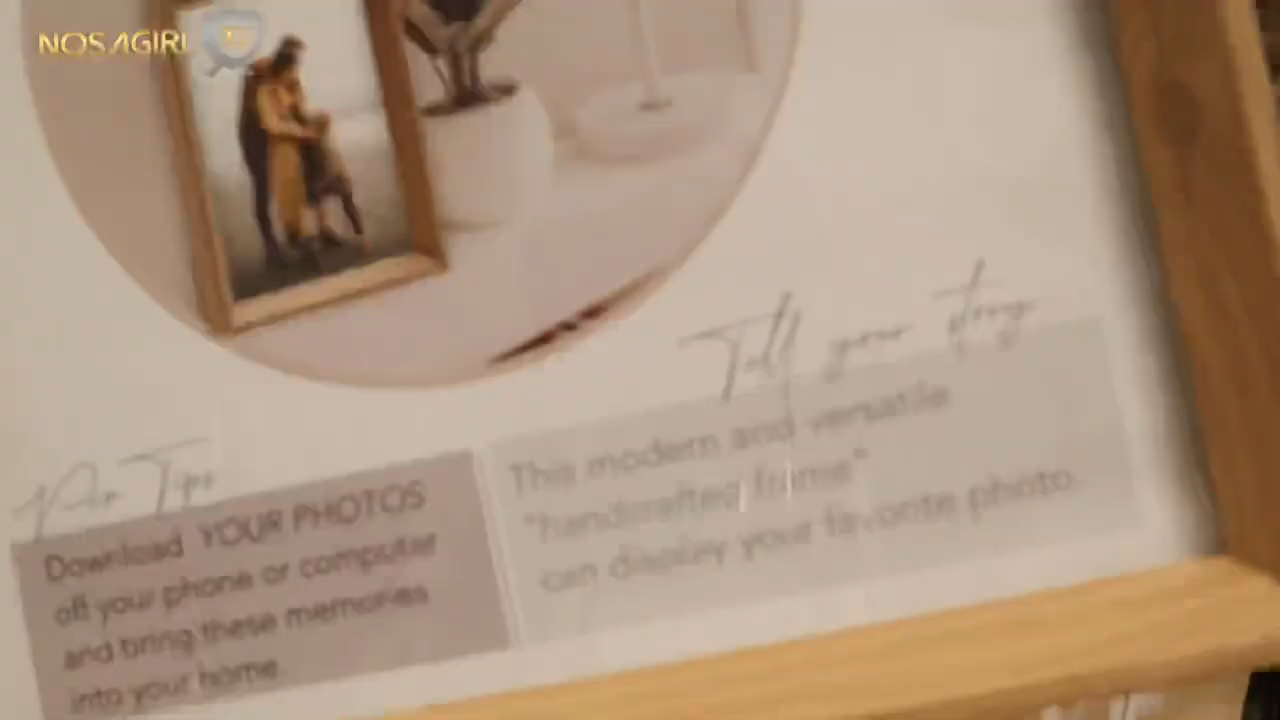 NOSAGIRL
Tell your story
This modern and versatile
"handcrafted frame"
can display your favorite photo.
Pro Tips
Download YOUR PHOTOS
off your phone or computer
and bring these memories
into your home.